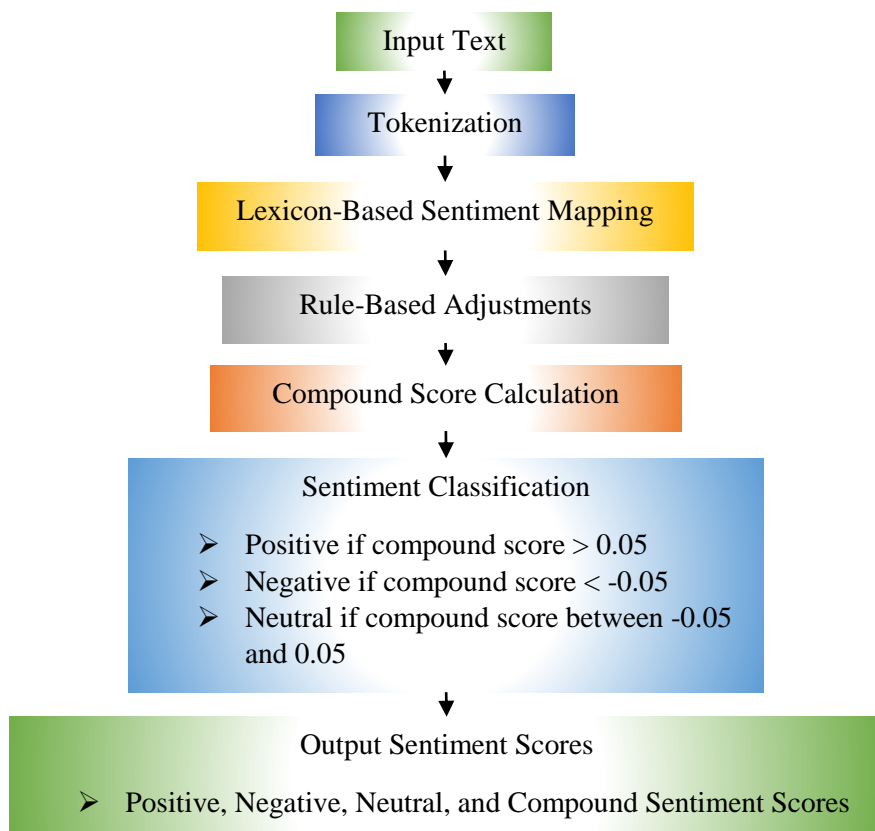 Input Text
Tokenization
Lexicon-Based Sentiment Mapping
Rule-Based Adjustments
Compound Score Calculation
Sentiment Classification
➢ Positive if compound score > 0.05
➢ Negative if compound score < -0.05
➢ Neutral if compound score between -0.05
and 0.05
Output Sentiment Scores
➢ Positive, Negative, Neutral, and Compound Sentiment Scores